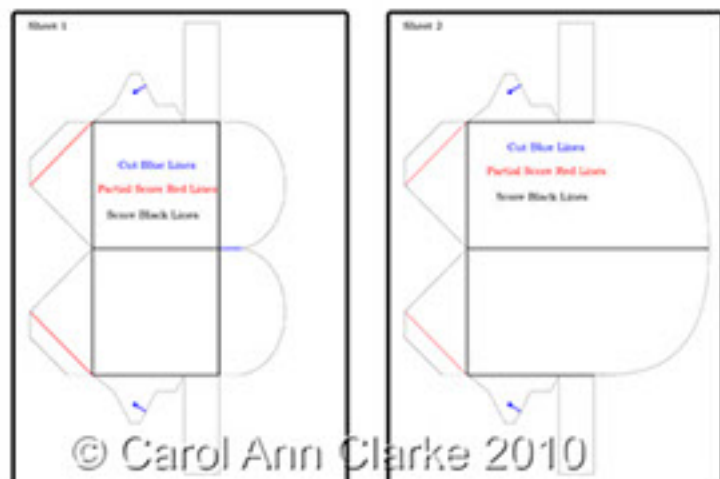 Sheet 1
Cut Blue Lines
Partial Score Red Lines
Score Black Lines
Sheet 2
Cut Blue Lines
Partial Score Red Lines
Score Black Lines
© Carol Ann Clarke 2010